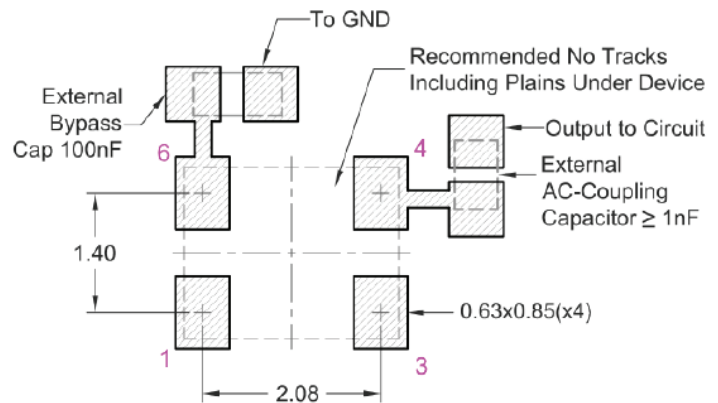 To GND
Recommended No Tracks
Including Plains Under Device
External
Bypass
Cap 100nF
6
4
Output to Circuit
External
AC-Coupling
Capacitor ≥ 1nF
1.40
0.63x0.85(x4)
1
3
2.08